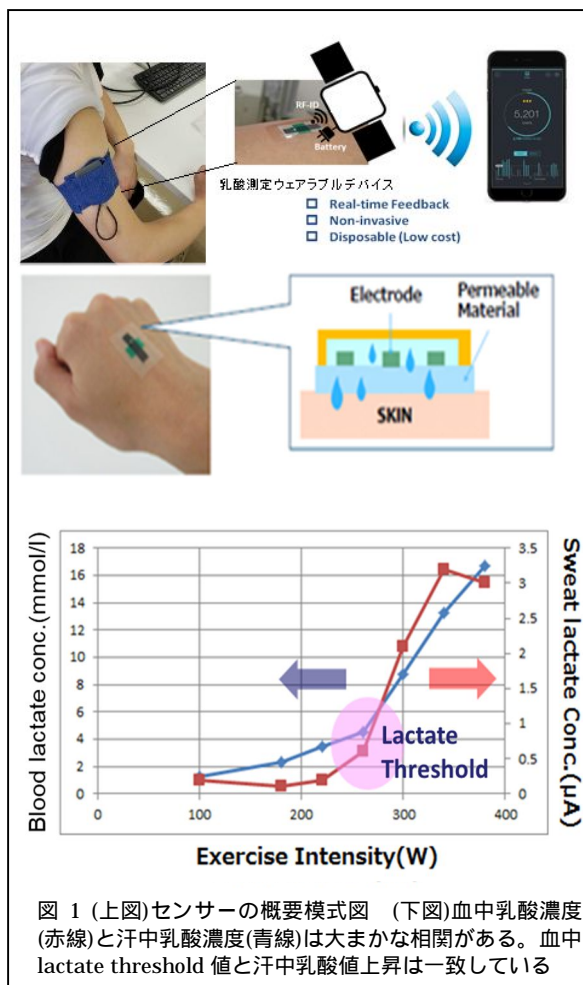 RF-ID
Battery
5.201
乳酸測定ウェアラブルデバイス
Real-time Feedback
Non-invasive
Disposable (Low cost)
Electrode
Permeable
Material
SKIN
Blood lactate conc.(mmol/l)
18
16
14
12
10
8
6
4
2
0
3.5
3
2.5
2
1.5
1
0.5
0
Sweat lactate Conc.(μA)
Lactate
Threshold
0
100
200
300
400
Exercise Intensity(W)
図 1 (上図)センサーの概要模式図 (下図)血中乳酸濃度
(赤線)と汗中乳酸濃度(青線)は大まかな相関がある。血中
lactate threshold 値と汗中乳酸値上昇は一致している